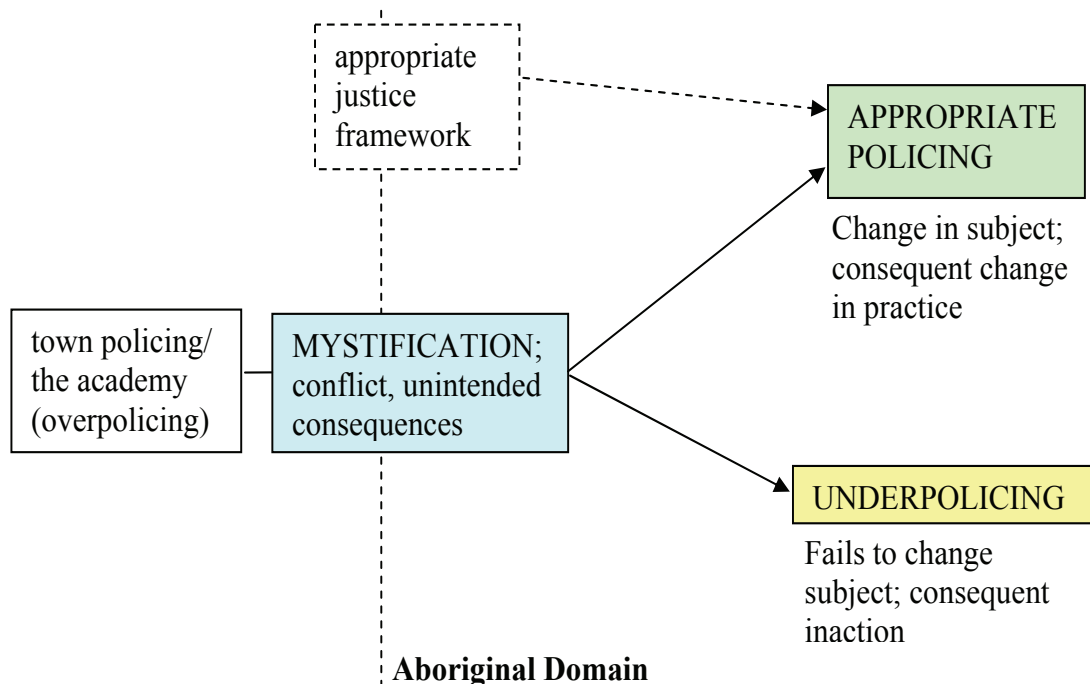 appropriate
justice
framework
APPROPRIATE
POLICING
Change in subject;
consequent change
in practice
town policing/
the academy
(overpolicing)
MYSTIFICATION;
conflict, unintended
consequences
UNDERPOLICING
Fails to change
subject; consequent
inaction
Aboriginal Domain